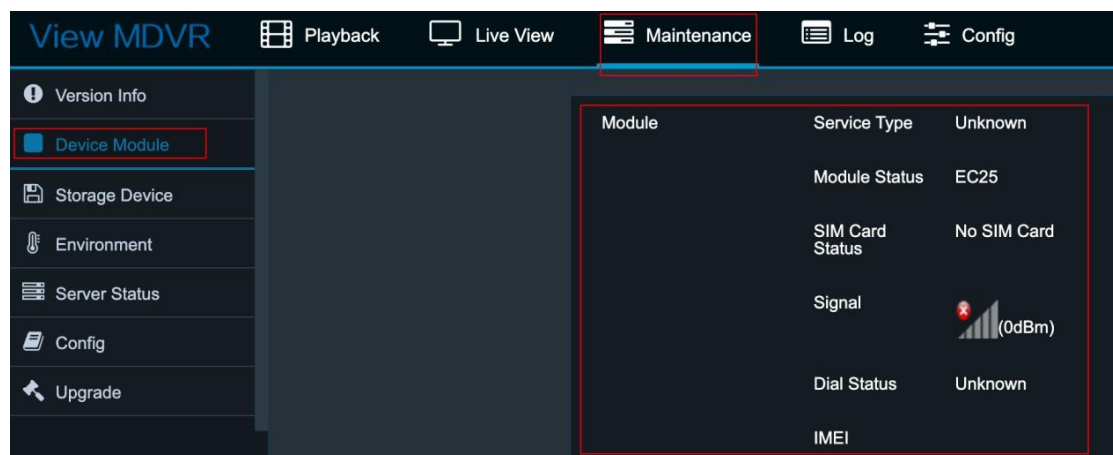 View MDVR
Playback
Live View
Maintenance
Log
Config
Version Info
Device Module
Storage Device
Environment
Server Status
Config
Upgrade
Module
Service Type Unknown
Module Status EC25
SIM Card
Status
No SIM Card
Signal
(0dBm)
Dial Status Unknown
IMEI